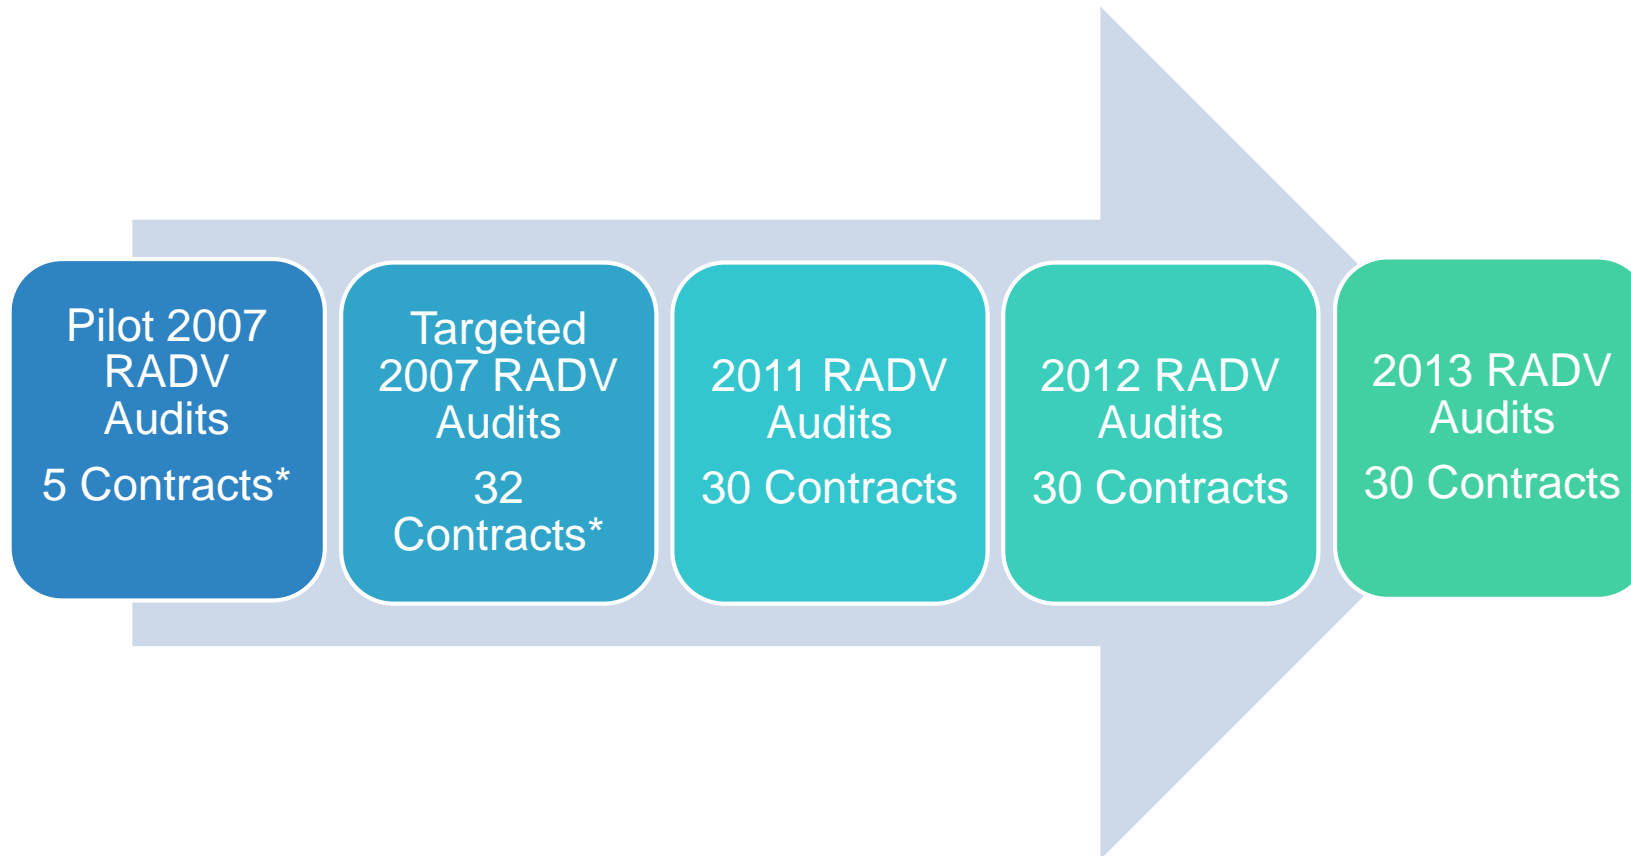 Pilot 2007
RADV
Audits
5 Contracts*
Targeted
2007 RADV
Audits
32
Contracts*
2011 RADV
Audits
30 Contracts
2012 RADV
Audits
30 Contracts
2013 RADV
Audits
30 Contracts